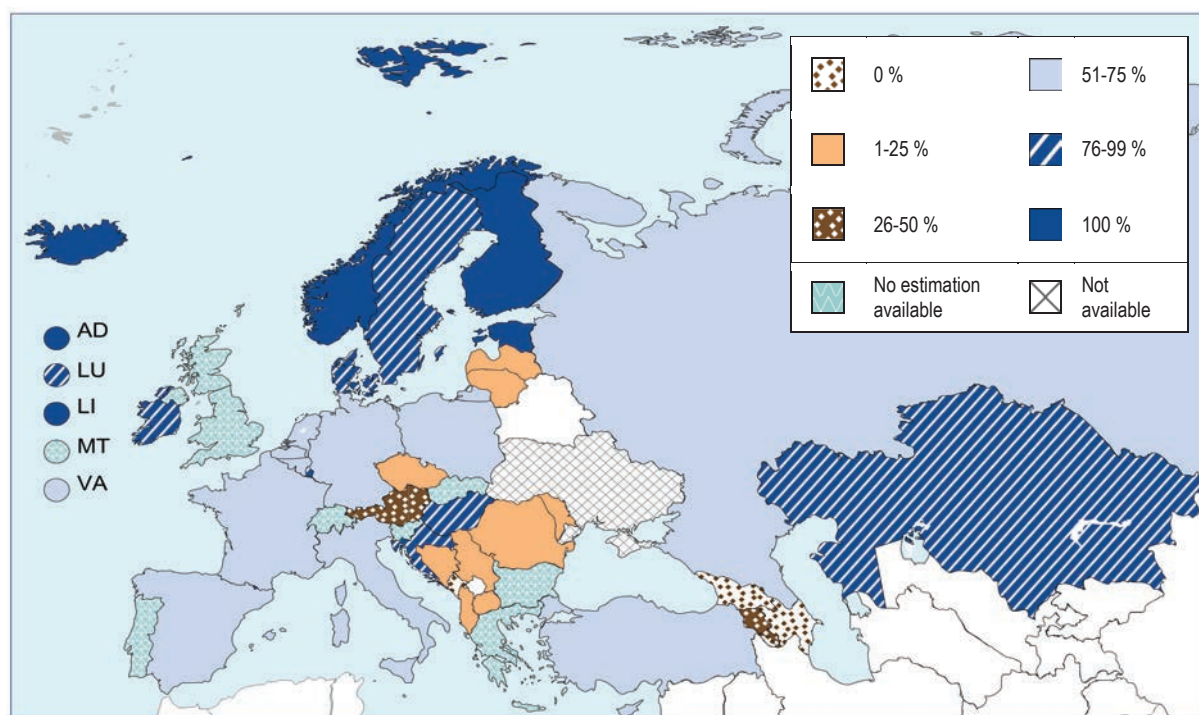 0 %
51-75 %
1-25 %
76-99 %
26-50 %
100 %
No estimation
available
Not
available
AD
LU
LI
MT
VA